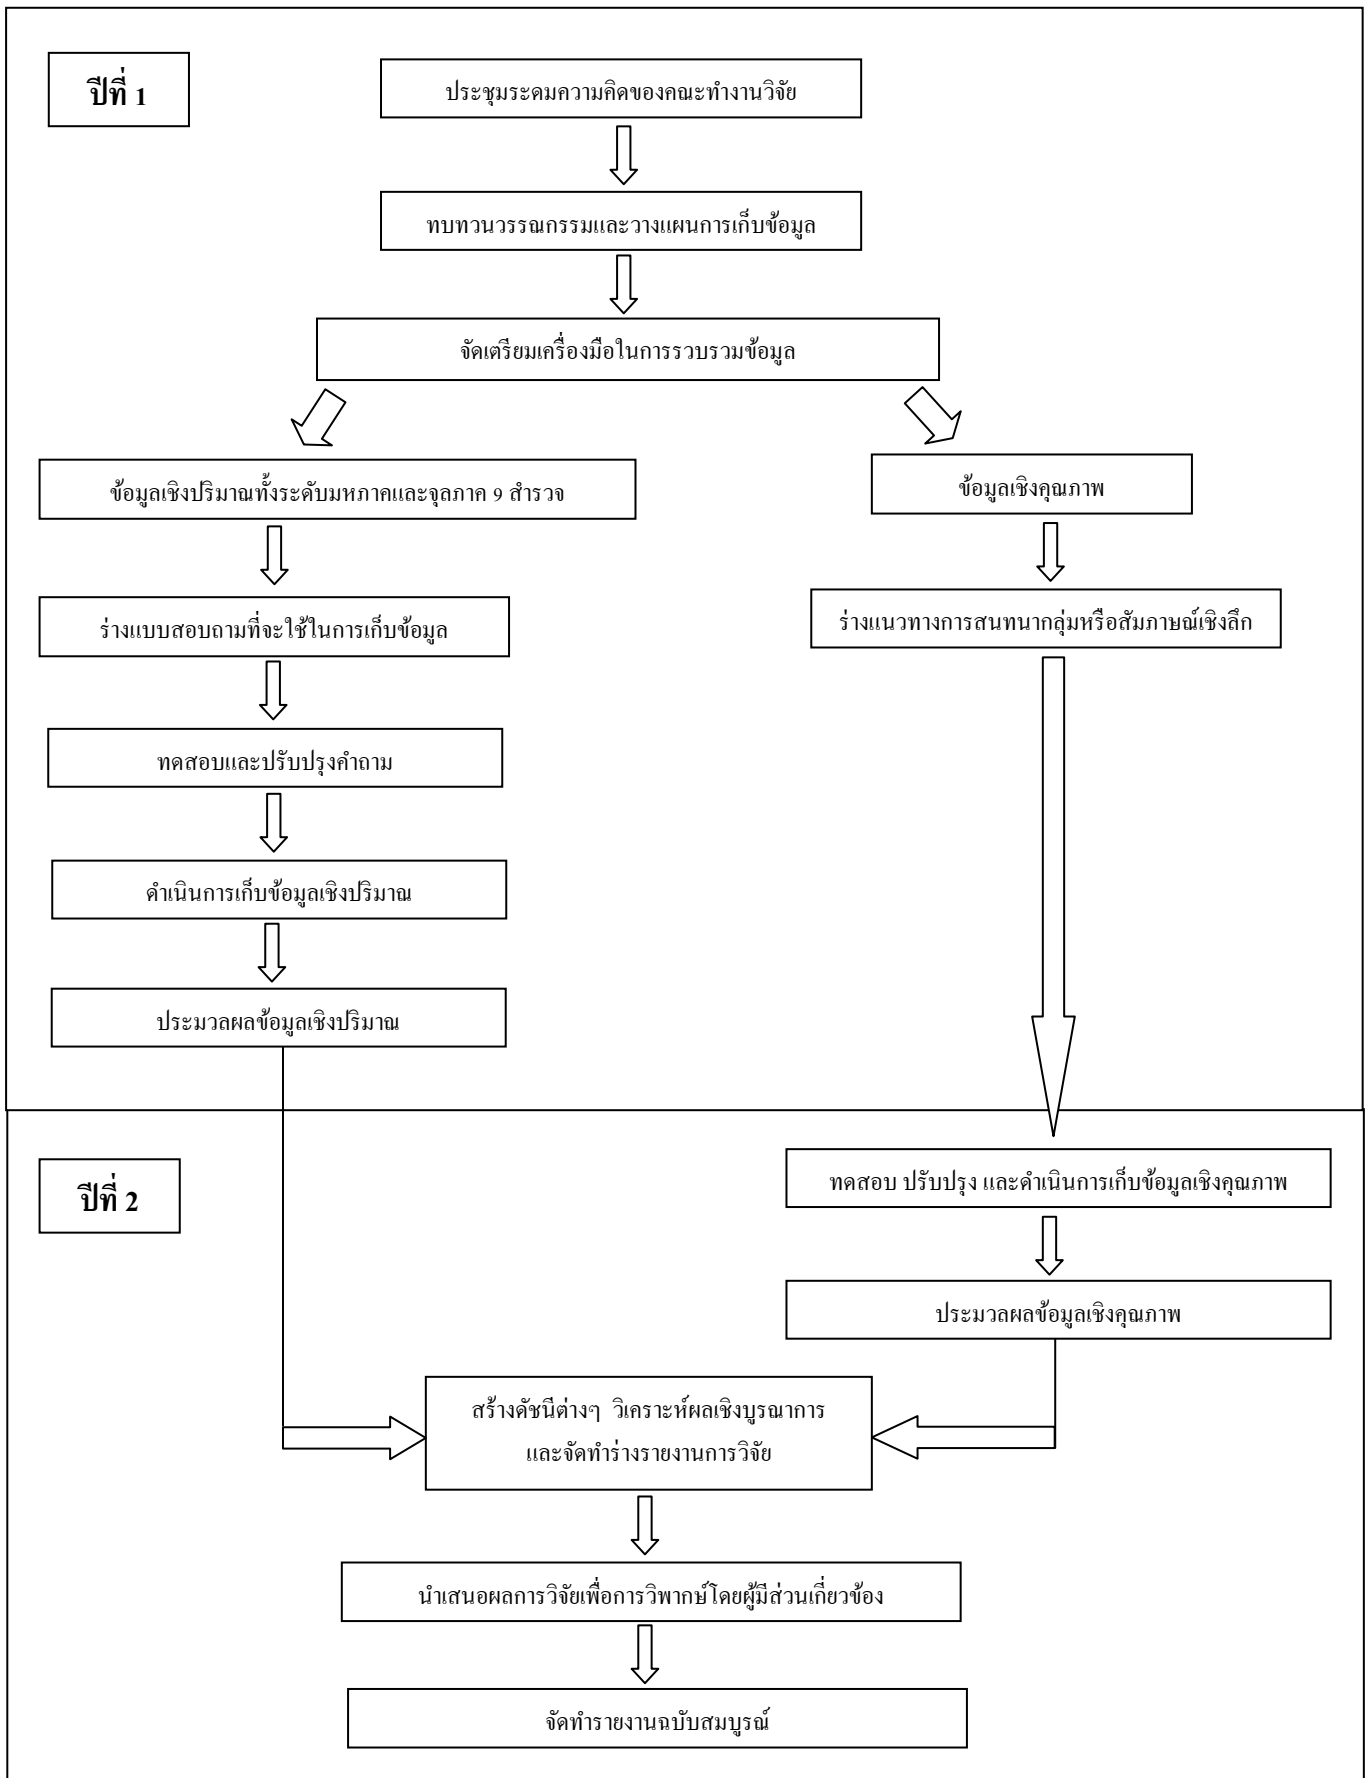 ปีที่ 1
ประชุมระดมความคิดของคณะทำงานวิจัย
ทบทวนวรรณกรรมและวางแผนการเก็บข้อมูล
จัดเตรียมเครื่องมือในการรวบรวมข้อมูล
ข้อมูลเชิงปริมาณทั้งระดับมหภาคและจุลภาค 9 สำรวจ
ข้อมูลเชิงคุณภาพ
ร่างแบบสอบถามที่จะใช้ในการเก็บข้อมูล
ร่างแนวทางการสนทนากลุ่มหรือสัมภาษณ์เชิงลึก
ทดสอบและปรับปรุงคำถาม
ดำเนินการเก็บข้อมูลเชิงปริมาณ
ประมวลผลข้อมูลเชิงปริมาณ
ปีที่ 2
ทดสอบ ปรับปรุง และดำเนินการเก็บข้อมูลเชิงคุณภาพ
ประมวลผลข้อมูลเชิงคุณภาพ
สร้างดัชนีต่างๆ วิเคราะห์ผลเชิงบูรณาการ
และจัดทำร่างรายงานการวิจัย
นำเสนอผลการวิจัยเพื่อการวิพากษ์โดยผู้มีส่วนเกี่ยวข้อง
จัดทำรายงานฉบับสมบูรณ์